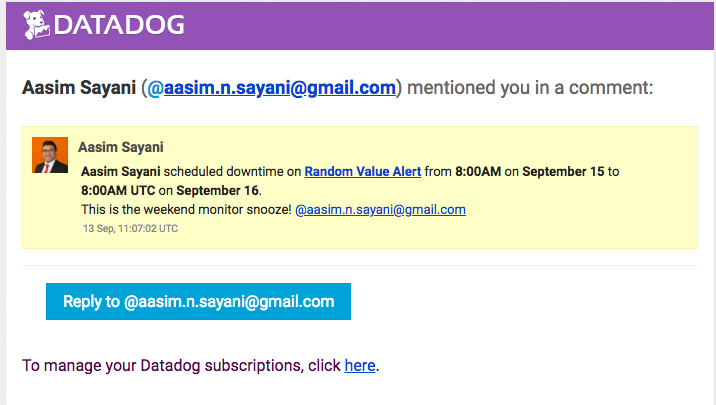 DATADOG
Aasim Sayani (@aasim.n.sayani@gmail.com) mentioned you in a comment:
Aasim Sayani
Aasim Sayani scheduled downtime on Random Value Alert from 8:00AM on September 15 to
8:00AM UTC on September 16.
This is the weekend monitor snooze! @aasim.n.sayani@gmail.com
13 Sep, 11:07:02 UTC
Reply to @aasim.n.sayani@gmail.com
To manage your Datadog subscriptions, click here.